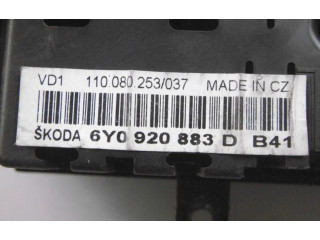 VD1 110.080.253/037 MADE IN CZ
ŠKODA 6Y0 920 883 D B41